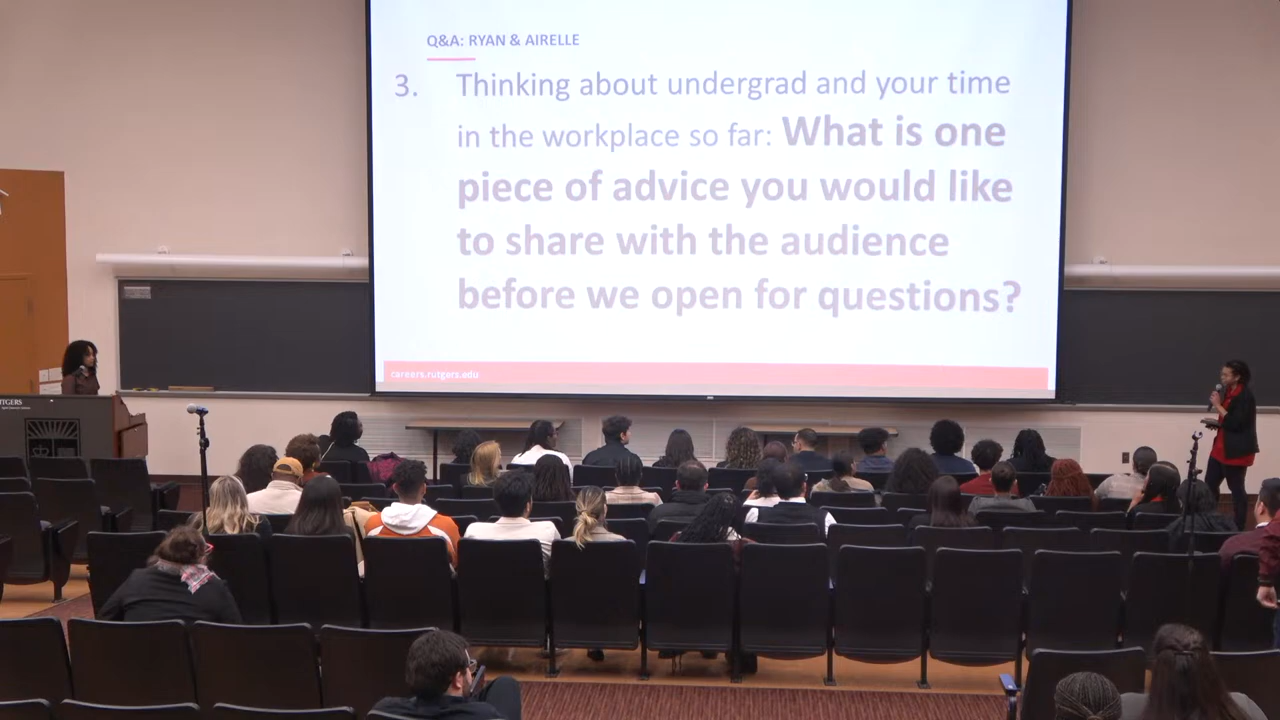 Q&A: RYAN & AIRELLE
3. Thinking about undergrad and your time
in the workplace so far: What is one
piece of advice you would like
to share with the audience
before we open for questions?
careers.rutgers.edu